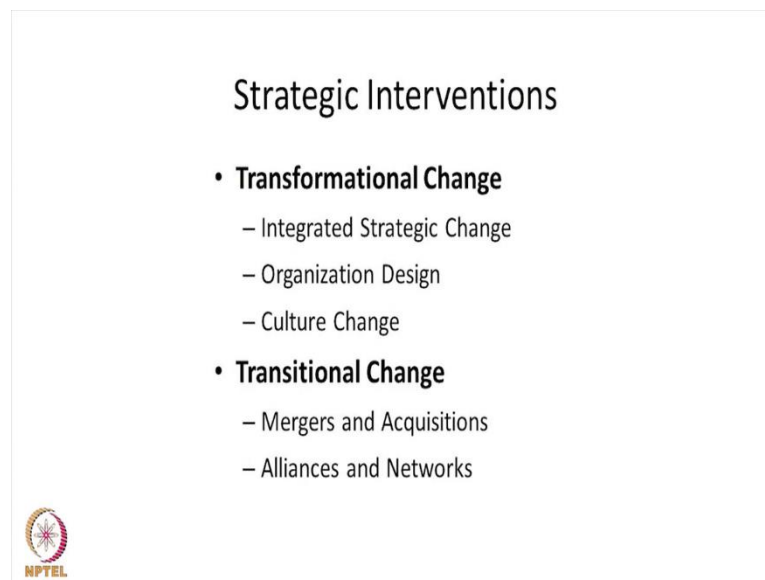 Strategic Interventions
• Transformational Change
– Integrated Strategic Change
– Organization Design
– Culture Change
• Transitional Change
– Mergers and Acquisitions
– Alliances and Networks
NPTEL